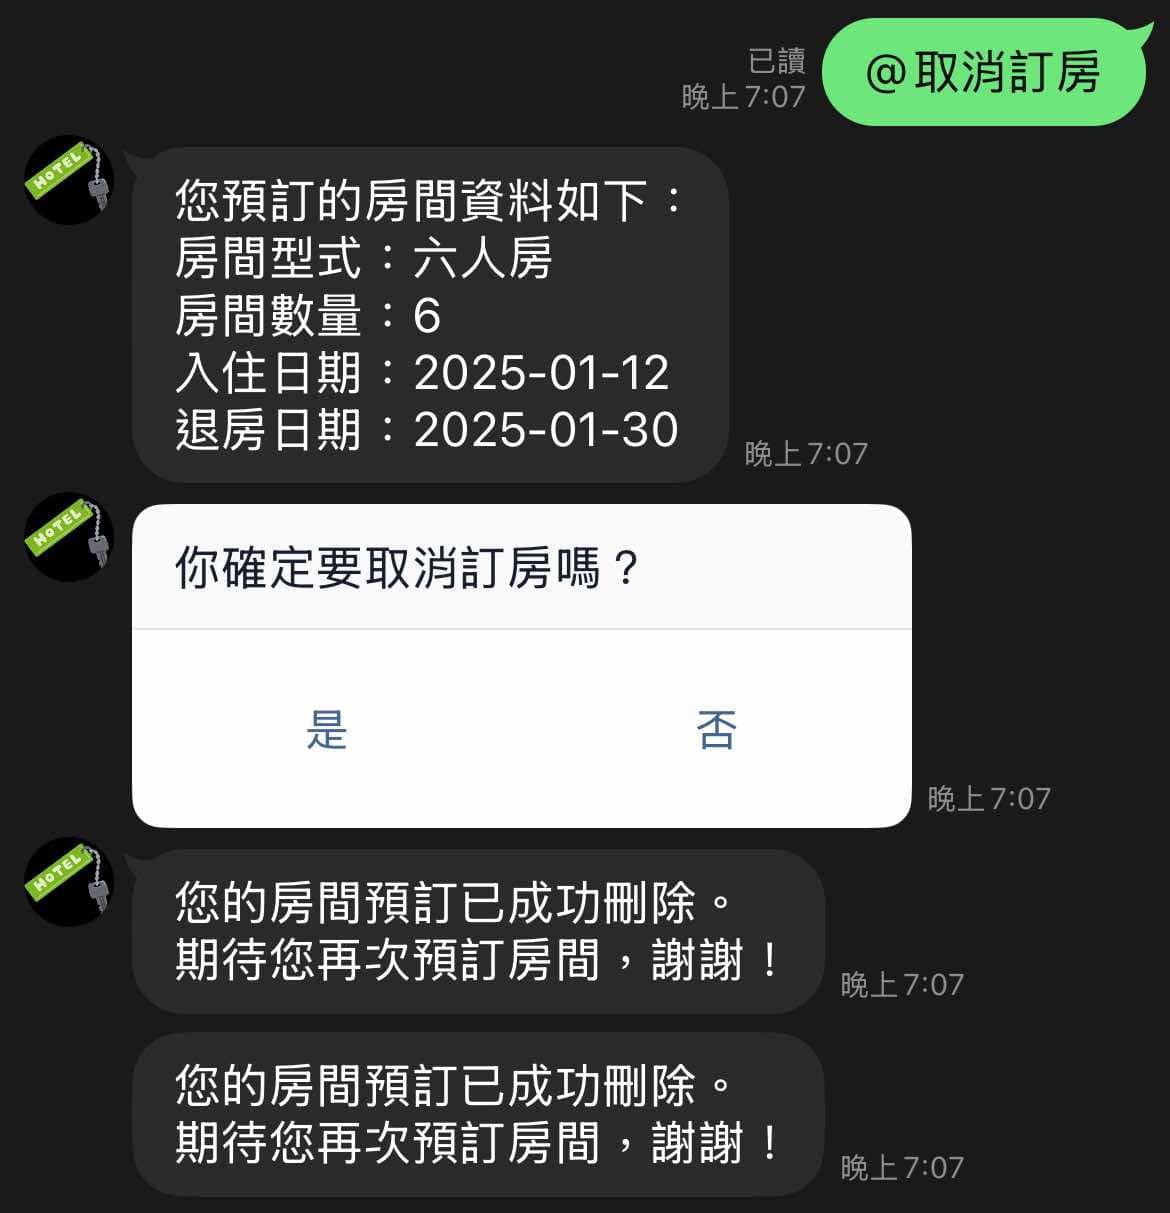 @取消訂房
已讀
晚上 7:07
HOTEL
您預訂的房間資料如下：
房間型式：六人房
房間數量：6
入住日期：2025-01-12
退房日期：2025-01-30
晚上 7:07
HOTEL
你確定要取消訂房嗎？
是
否
晚上 7:07
HOTEL
您的房間預訂已成功刪除。
期待您再次預訂房間，謝謝！
晚上 7:07
您的房間預訂已成功刪除。
期待您再次預訂房間，謝謝！
晚上 7:07